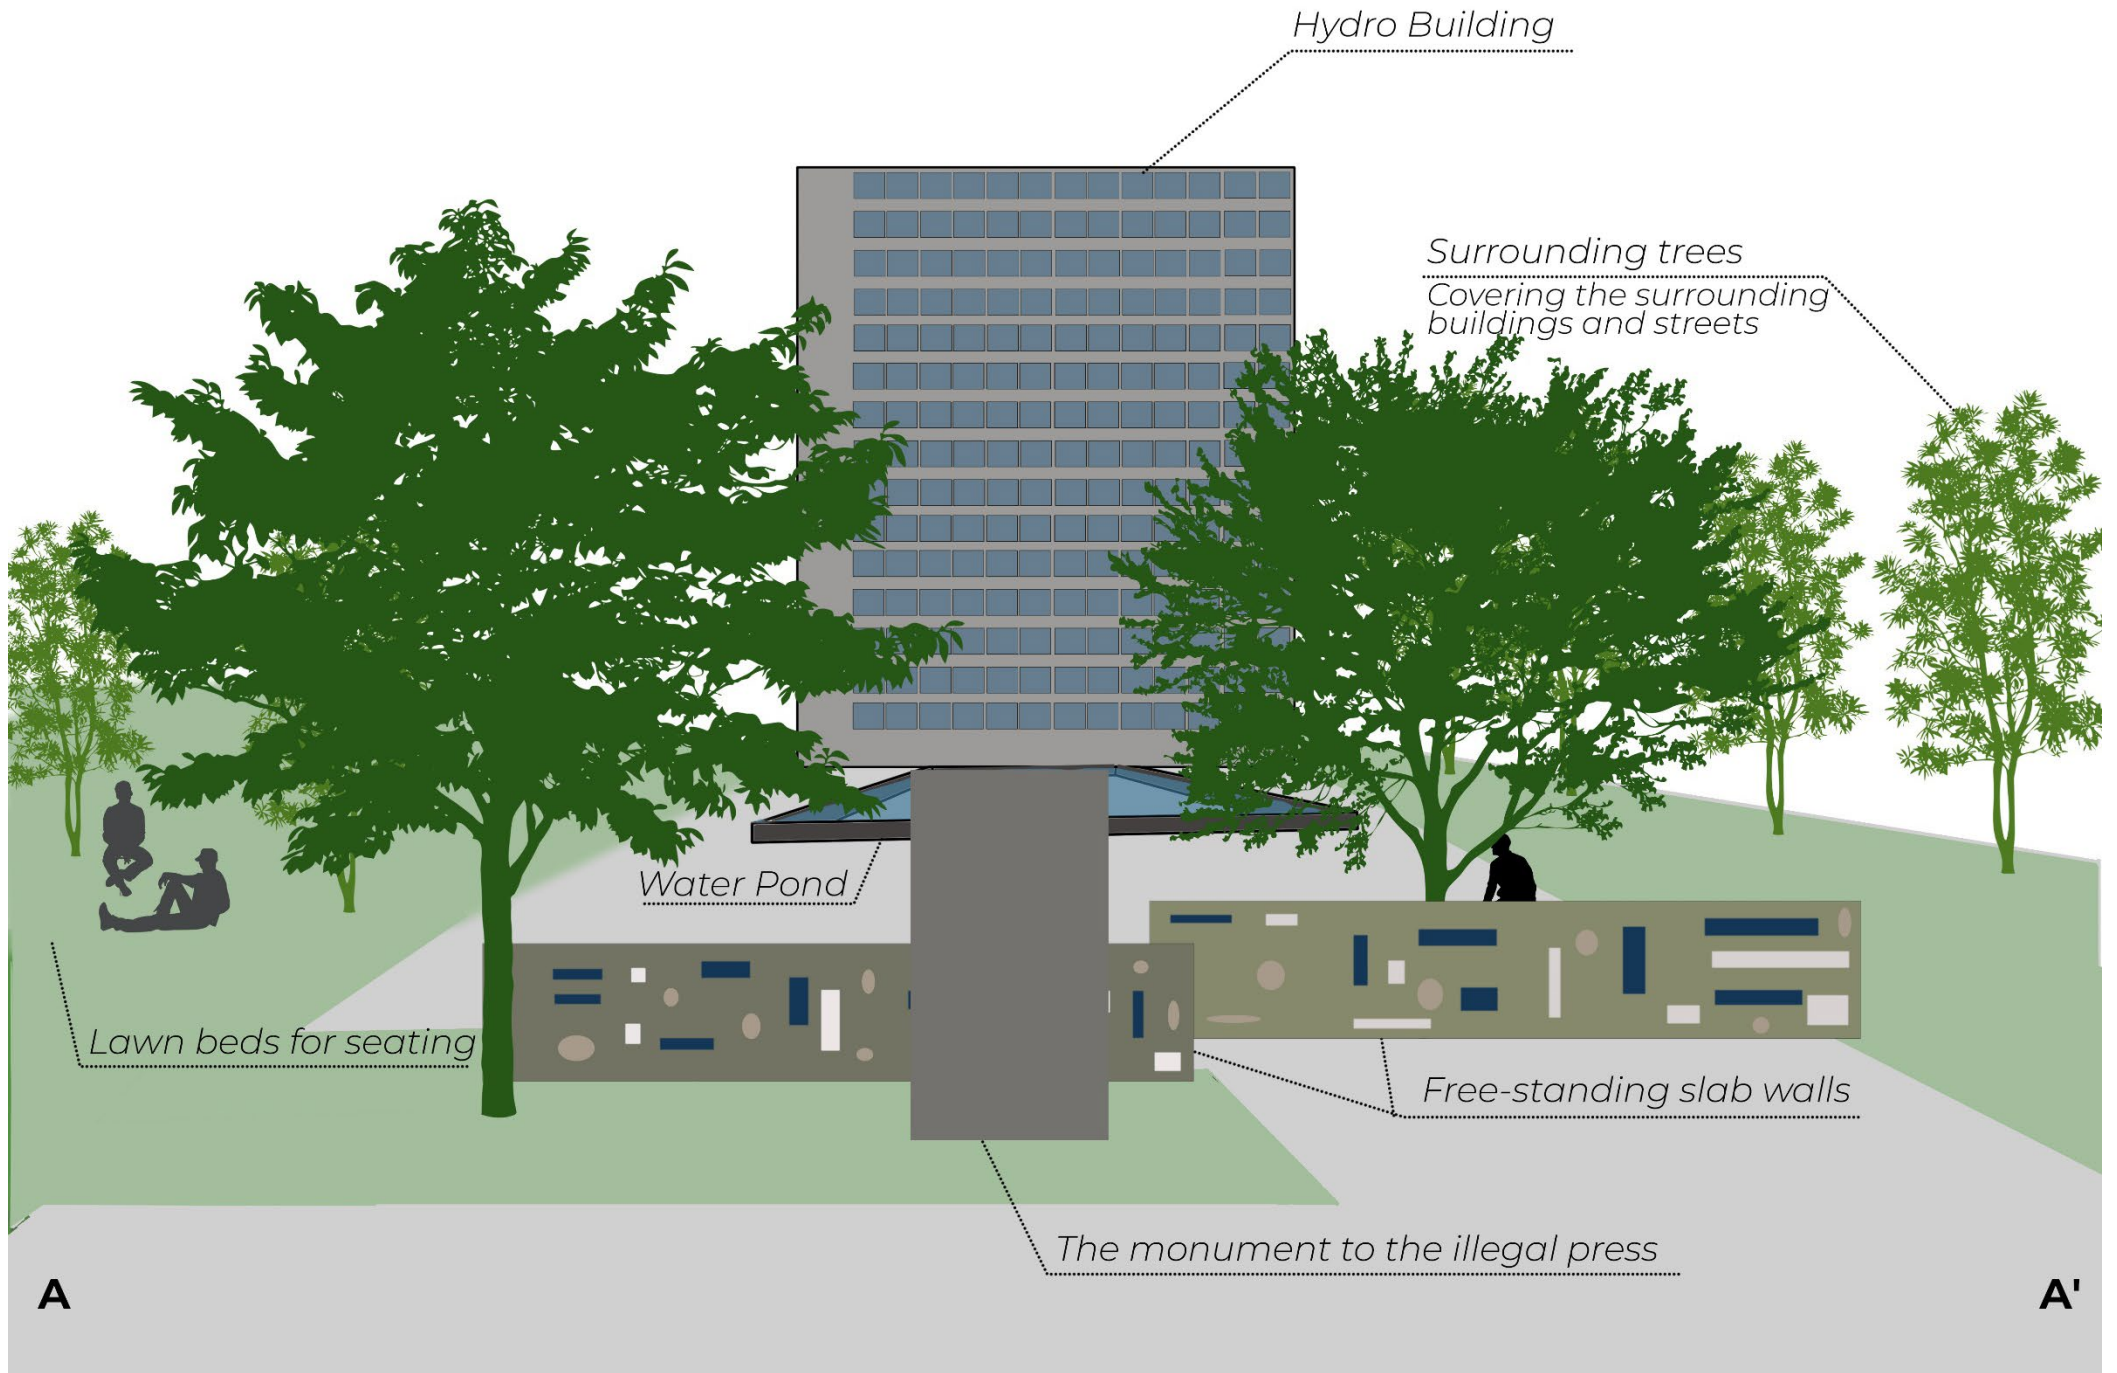 Hydro Building
Surrounding trees
Covering the surrounding
buildings and streets
Water Pond
Lawn beds for seating
Free-standing slab walls
The monument to the illegal press
A
A'